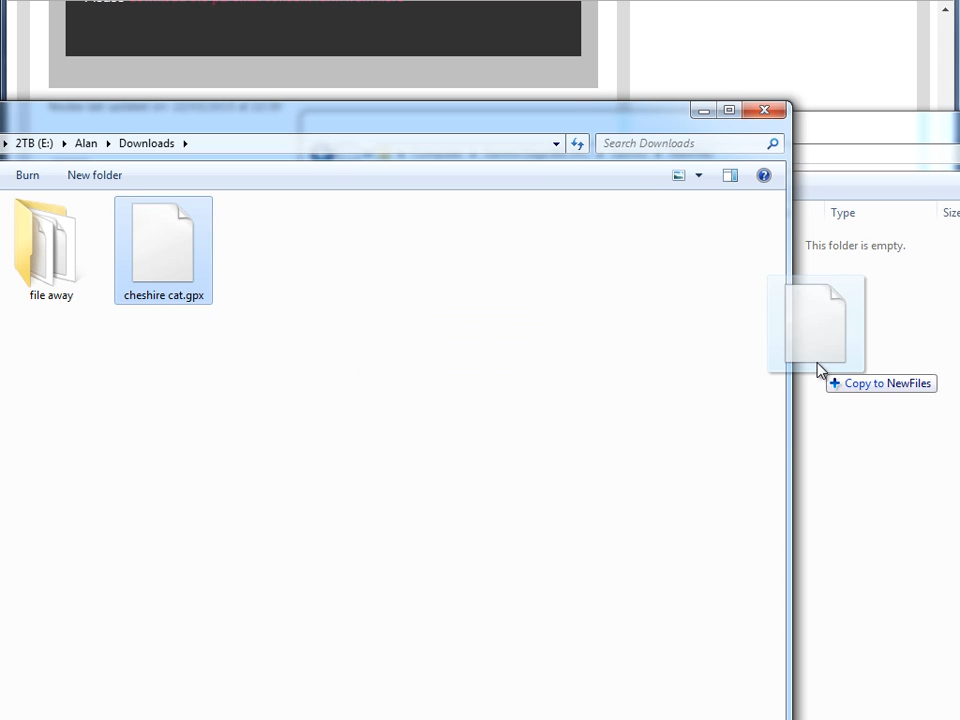 2TB (E:) Alan Downloads
Search Downloads
Burn New folder
Type Size
This folder is empty.
file away
cheshire cat.gpx
Copy to NewFiles